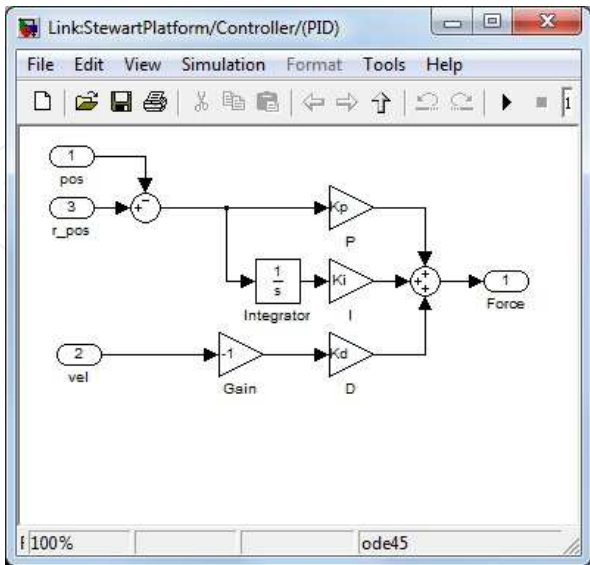 Link:StewartPlatform/Controller/(PID)
File Edit View Simulation Format Tools Help
1
1
pos
3
r_pos
−
+
Kp
P
1
s
Integrator
Ki
I
+
+
+
1
Force
2
vel
-1
Gain
Kd
D
100%
ode45